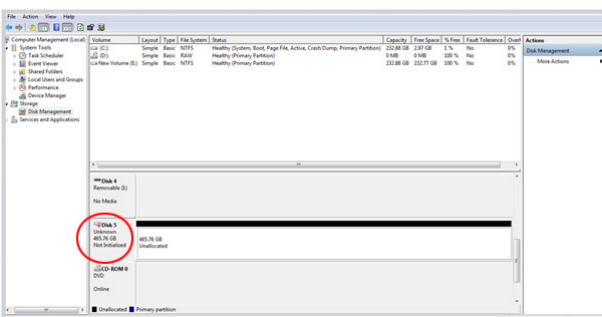 File Action View Help
Computer Management (Local)
System Tools
Task Scheduler
Event Viewer
Shared Folders
Local Users and Groups
Performance
Device Manager
Storage
Disk Management
Services and Applications
Volume Layout Type File System Status Capacity Free Space % Free Fault Tolerance Overl
(C:) Simple Basic NTFS Healthy (System, Boot, Page File, Active, Crash Dump, Primary Partition) 232.88 GB 2.97 GB 1 % No 0%
(D:) Simple Basic RAW Healthy (Primary Partition) 0 MB 0 MB 100 % No 0%
New Volume (E:) Simple Basic NTFS Healthy (Primary Partition) 232.88 GB 232.77 GB 100 % No 0%
Actions
Disk Management
More Actions
Disk 4
No Media
Disk 5
Unknown
465.76 GB
Not Initialized
465.76 GB
Unallocated
CD-ROM 0
DVD
Online
Unallocated Primary partition